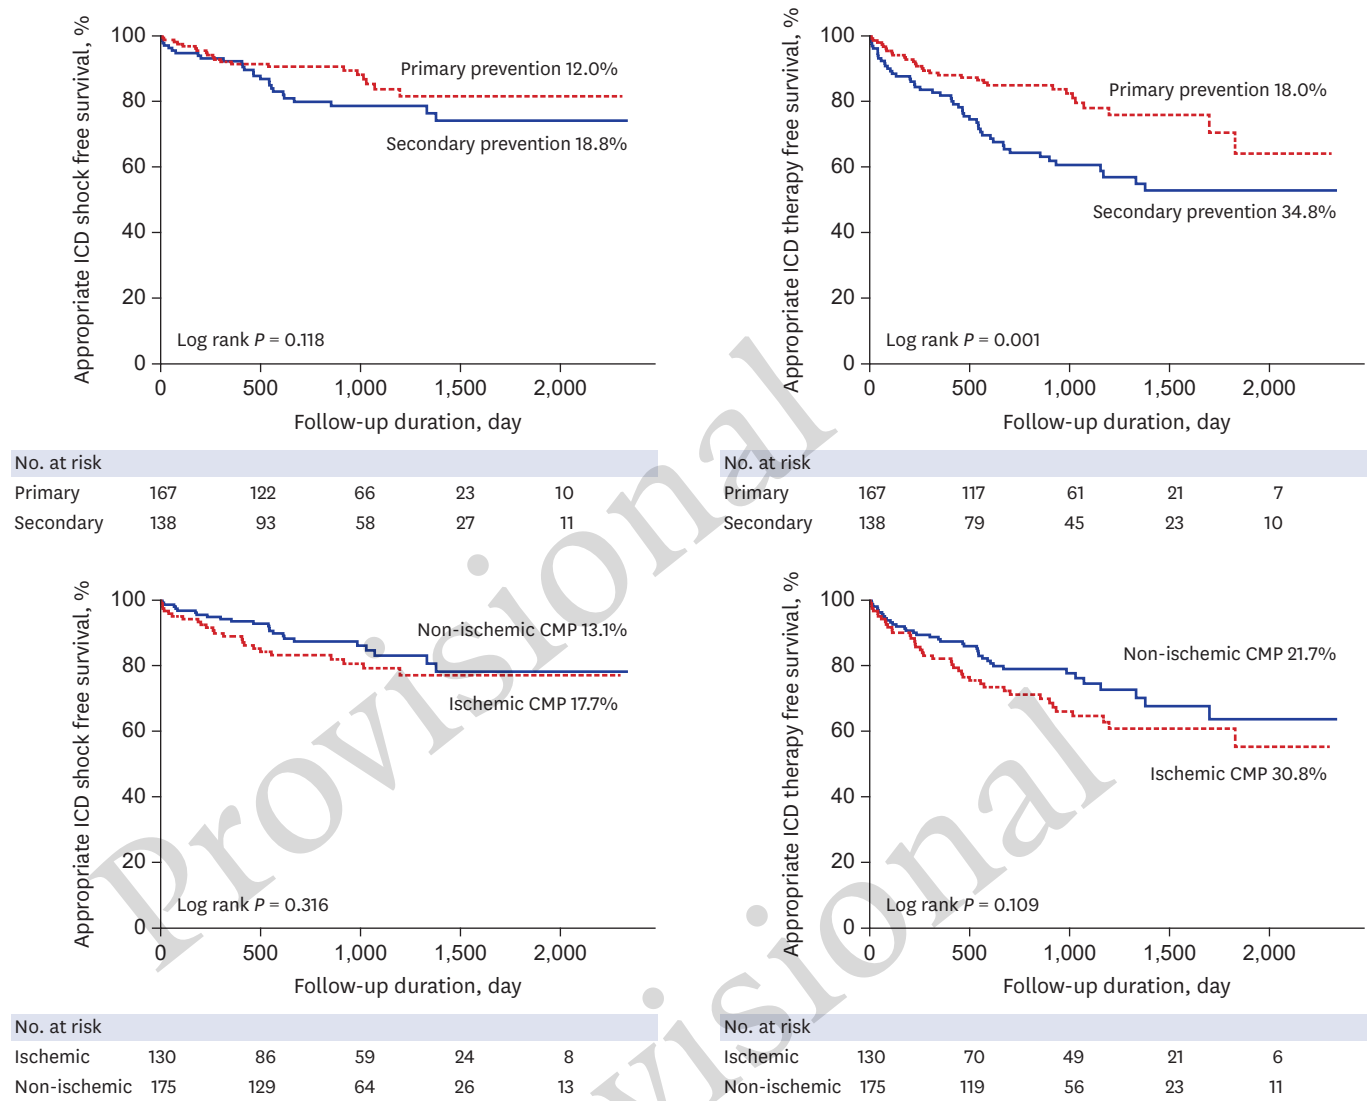 Appropriate ICD shock free survival, %
100
80
60
40
20
0
Primary prevention 12.0%
Secondary prevention 18.8%
Log rank P = 0.118
0 500 1,000 1,500 2,000
Follow-up duration, day
No. at risk
Primary 167 122 66 23 10
Secondary 138 93 58 27 11
Appropriate ICD therapy free survival, %
100
80
60
40
20
0
Primary prevention 18.0%
Secondary prevention 34.8%
Log rank P = 0.001
0 500 1,000 1,500 2,000
Follow-up duration, day
No. at risk
Primary 167 117 61 21 7
Secondary 138 79 45 23 10
Appropriate ICD shock free survival, %
100
80
60
40
20
0
Non-ischemic CMP 13.1%
Ischemic CMP 17.7%
Log rank P = 0.316
0 500 1,000 1,500 2,000
Follow-up duration, day
No. at risk
Ischemic 130 86 59 24 8
Non-ischemic 175 129 64 26 13
Appropriate ICD therapy free survival, %
100
80
60
40
20
0
Non-ischemic CMP 21.7%
Ischemic CMP 30.8%
Log rank P = 0.109
0 500 1,000 1,500 2,000
Follow-up duration, day
No. at risk
Ischemic 130 70 49 21 6
Non-ischemic 175 119 56 23 11
Provisional
ovisional